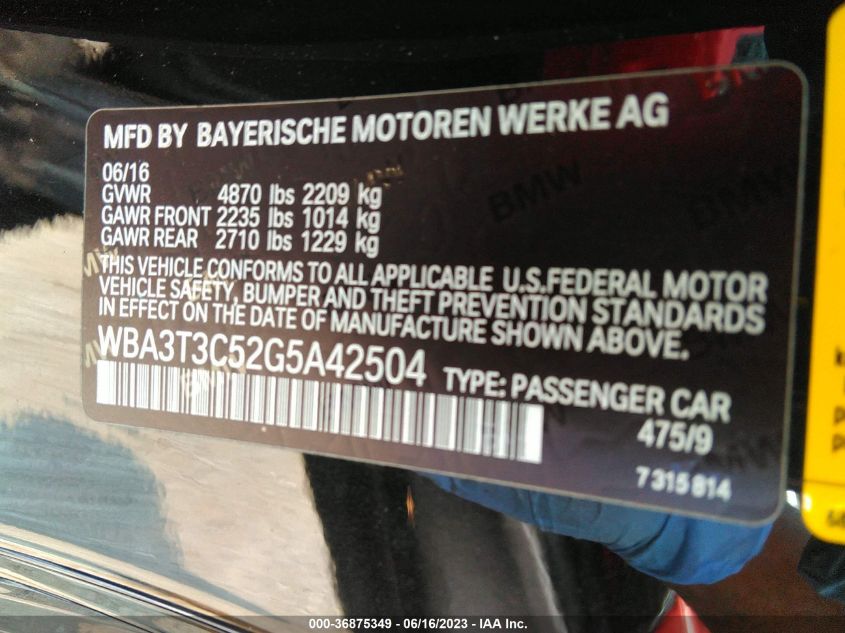 MFD BY BAYERISCHE MOTOREN WERKE AG
06/16
GVWR 4870 lbs 2209 kg
GAWR FRONT 2235 lbs 1014 kg
GAWR REAR 2710 lbs 1229 kg
THIS VEHICLE CONFORMS TO ALL APPLICABLE U.S.FEDERAL MOTOR
VEHICLE SAFETY, BUMPER AND THEFT PREVENTION STANDARDS
IN EFFECT ON THE DATE OF MANUFACTURE SHOWN ABOVE.
WBA3T3C52G5A42504 TYPE: PASSENGER CAR
475/9
7 315 814
BMW
000-36875349 - 06/16/2023 - IAA Inc.